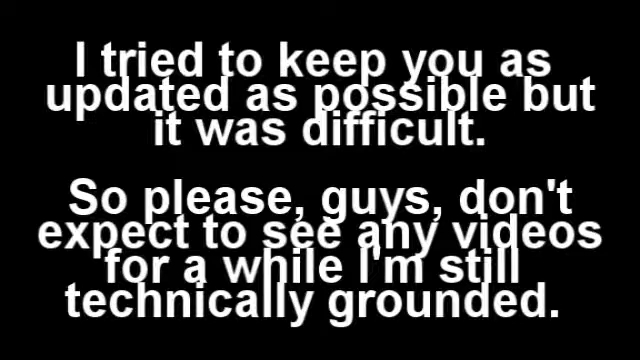 I tried to keep you as
updated as possible but
it was difficult.
So please, guys, don't
expect to see any videos
for a while I'm still
technically grounded.